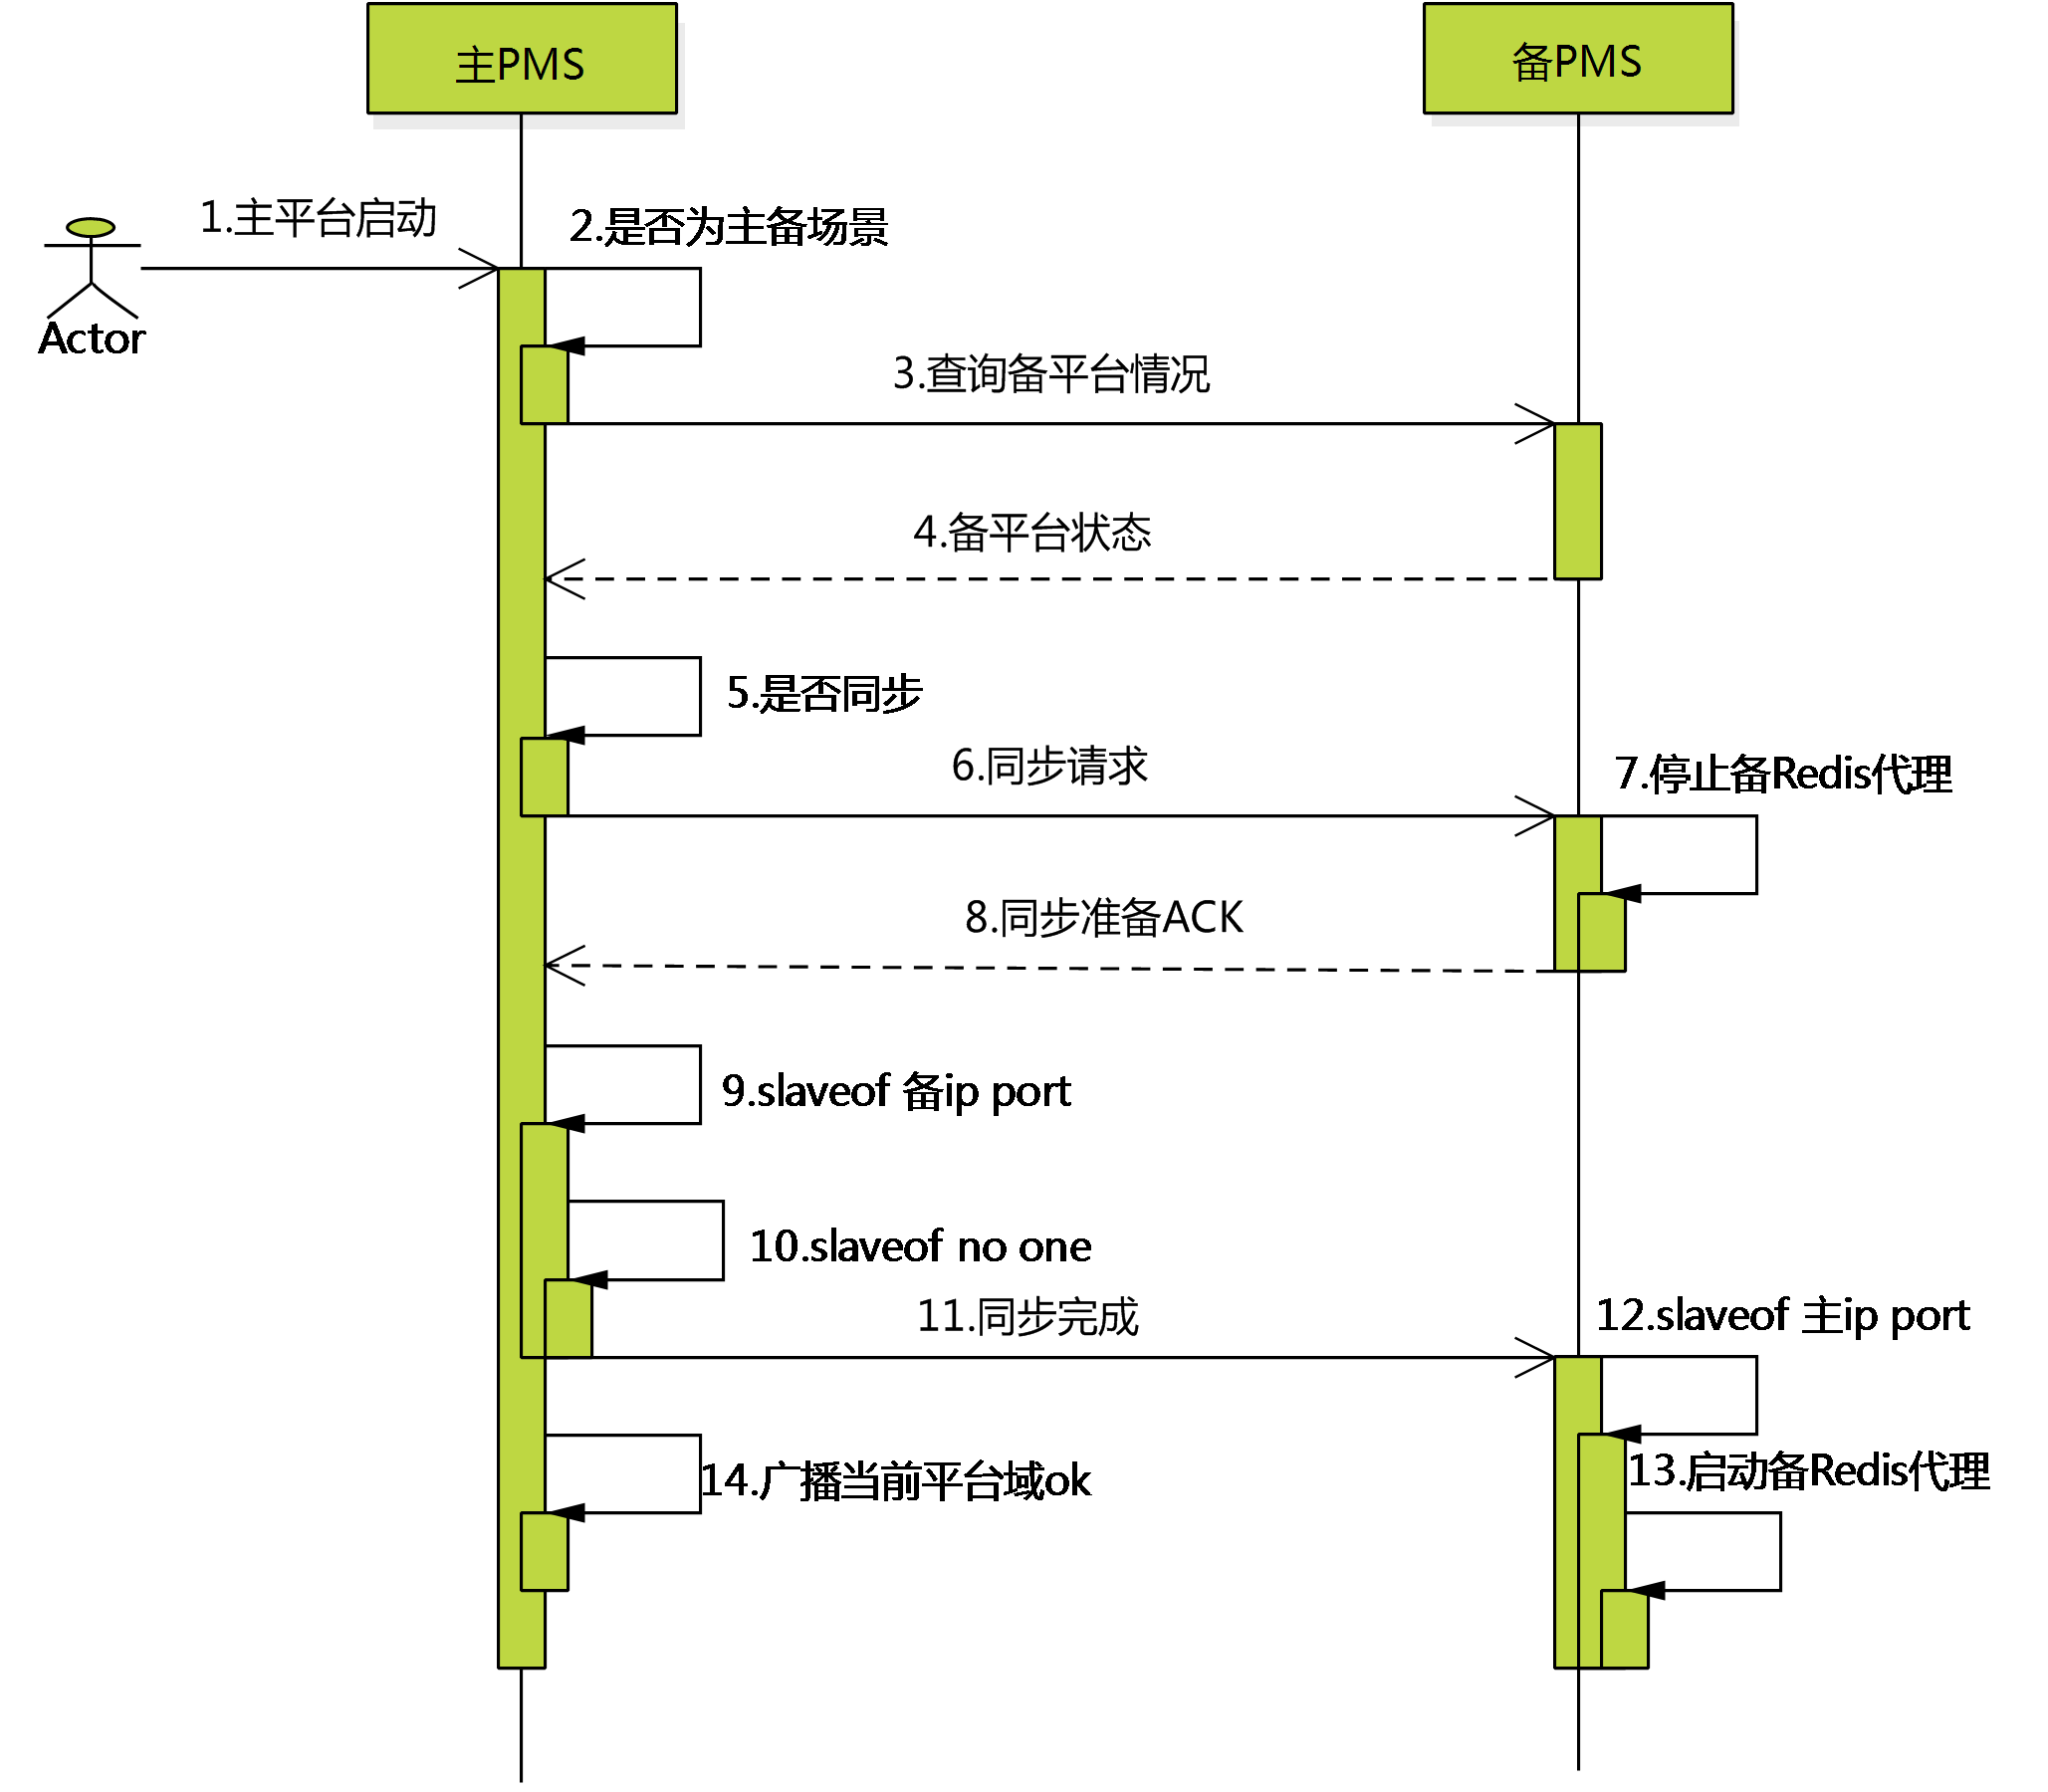 主PMS
备PMS
1.主平台启动
2.是否为主备场景
Actor
3.查询备平台情况
4.备平台状态
5.是否同步
6.同步请求
7.停止备Redis代理
8.同步准备ACK
9.slaveof 备ip port
10.slaveof no one
11.同步完成
12.slaveof 主ip port
13.启动备Redis代理
14.广播当前平台域ok